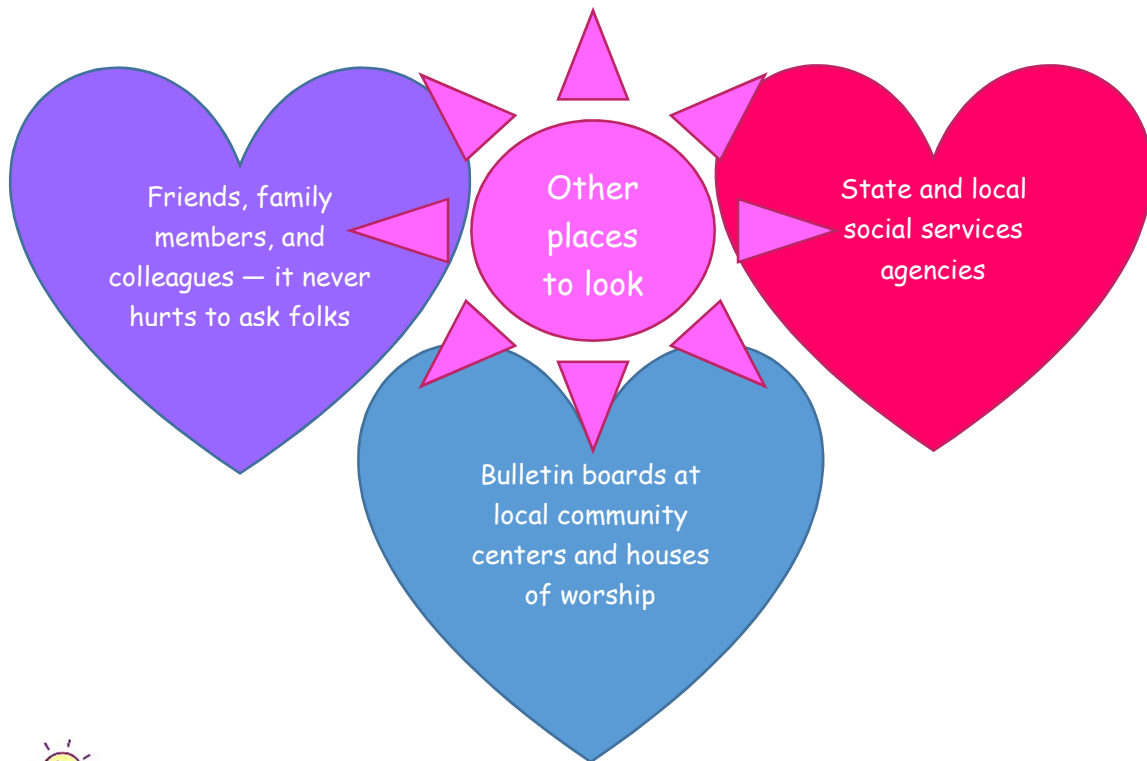 Other
places
to look
Friends, family
members, and
colleagues — it never
hurts to ask folks
State and local
social services
agencies
Bulletin boards at
local community
centers and houses
of worship